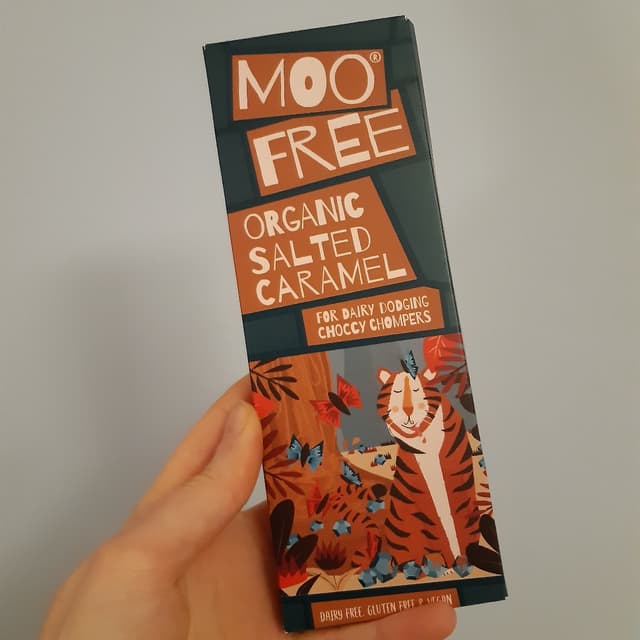 MOO®
FREE
ORGANIC
SALTED
CARAMEL
FOR DAIRY DODGING
CHOCCY CHOMPERS
DAIRY FREE, GLUTEN FREE & VEGAN